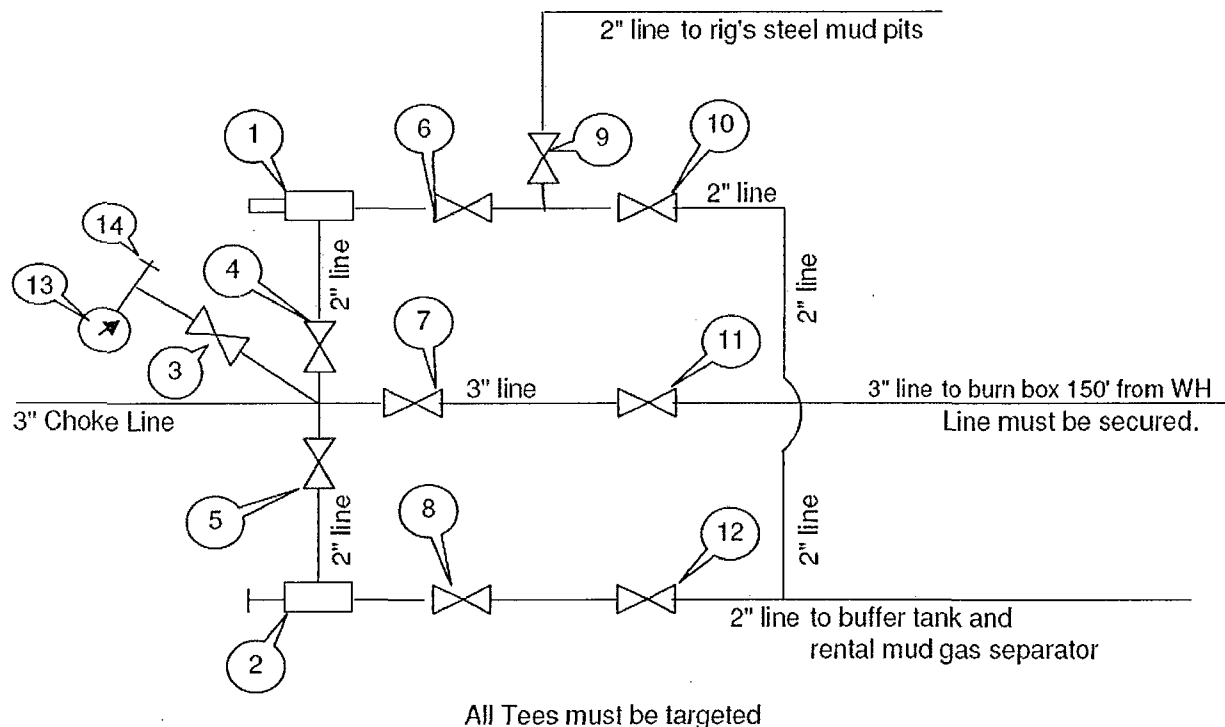 2" line to rig's steel mud pits
1
6
9
10
2" line
14
13
4
2" line
2" line
3
7
11
3" Choke Line
3" line
3" line to burn box 150' from WH
Line must be secured.
5
2" line
8
12
2" line
2
2" line to buffer tank and
rental mud gas separator
All Tees must be targeted